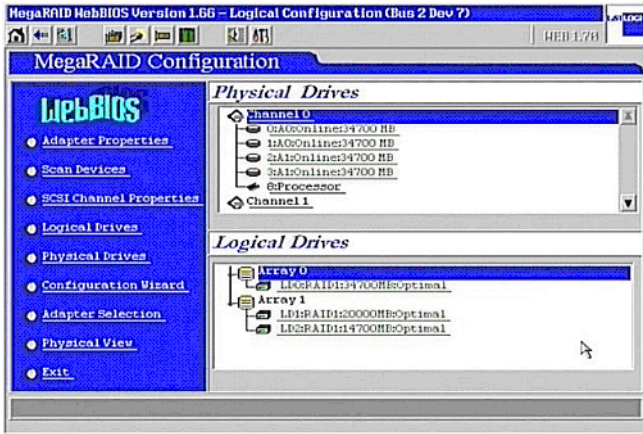 MegaRAID WebBIOS Version 1.66 – Logical Configuration (Bus 2 Dev 7)
WEB 1.70
LSI LOGI
MegaRAID Configuration
WebBIOS
Adapter Properties
Scan Devices
SCSI Channel Properties
Logical Drives
Physical Drives
Configuration Wizard
Adapter Selection
Physical View
Exit
Physical Drives
Channel 0
0:A0:Online:34700 MB
1:A0:Online:34700 MB
2:A1:Online:34700 MB
3:A1:Online:34700 MB
8:Processor
Channel 1
Logical Drives
Array 0
LD0:RAID1:34700MB:Optimal
Array 1
LD1:RAID1:20000MB:Optimal
LD2:RAID1:14700MB:Optimal